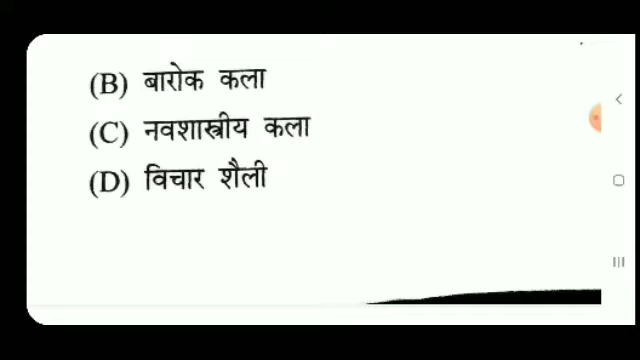 (B) बारोक कला
(C) नवशास्त्रीय कला
(D) विचार शैली